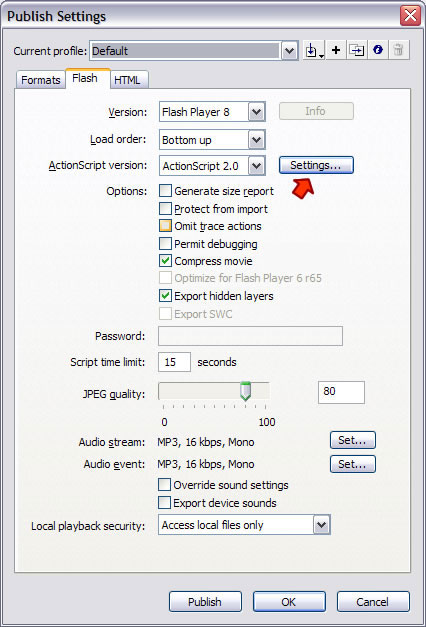 Publish Settings
Current profile: Default
Formats Flash HTML
Version: Flash Player 8 Info
Load order: Bottom up
ActionScript version: ActionScript 2.0 Settings...
Options: Generate size report
Protect from import
Omit trace actions
Permit debugging
Compress movie
Optimize for Flash Player 6 r65
Export hidden layers
Export SWC
Password:
Script time limit: 15 seconds
JPEG quality: 80
0 100
Audio stream: MP3, 16 kbps, Mono Set...
Audio event: MP3, 16 kbps, Mono Set...
Override sound settings
Export device sounds
Local playback security: Access local files only
Publish OK Cancel